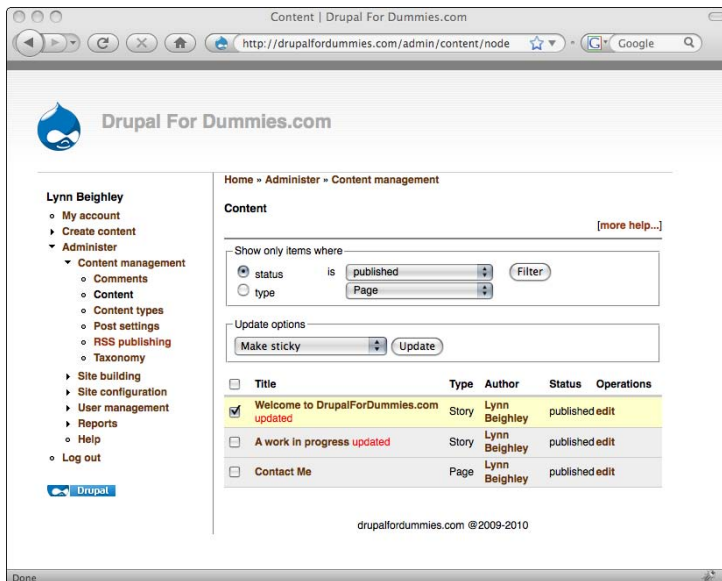 Content | Drupal For Dummies.com
http://drupalfordummies.com/admin/content/node
Google
Drupal For Dummies.com
Lynn Beighley
My account
Create content
Administer
Content management
Comments
Content
Content types
Post settings
RSS publishing
Taxonomy
Site building
Site configuration
User management
Reports
Help
Log out
Drupal
Home » Administer » Content management
Content
[more help...]
Show only items where
status is published Filter
type Page
Update options
Make sticky Update
Title Type Author Status Operations
Welcome to DrupalForDummies.com Story Lynn published edit
updated Beighley
A work in progress updated Story Lynn published edit
Beighley
Contact Me Page Lynn published edit
Beighley
drupalfordummies.com @2009-2010
Done